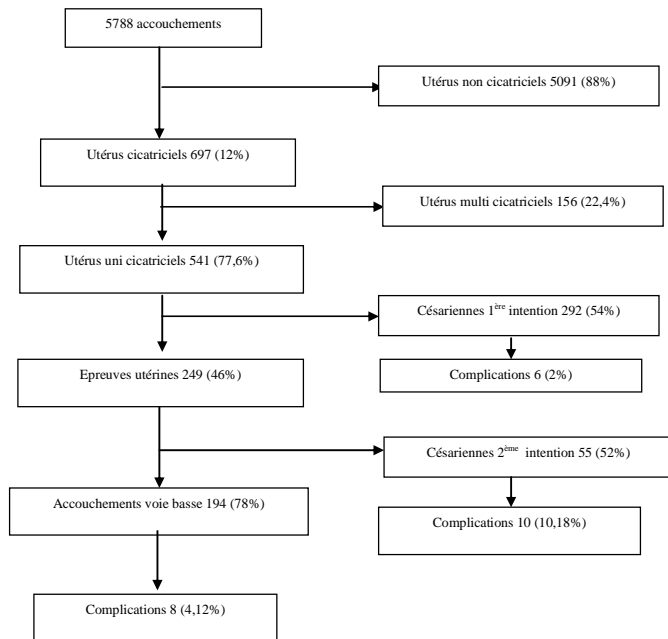 5788 accouchements
Utérus non cicatriciels 5091 (88%)
Utérus cicatriciels 697 (12%)
Utérus multi cicatriciels 156 (22,4%)
Utérus uni cicatriciels 541 (77,6%)
Césariennes 1ère intention 292 (54%)
Epreuves utérines 249 (46%)
Complications 6 (2%)
Césariennes 2ème intention 55 (52%)
Accouchements voie basse 194 (78%)
Complications 10 (10,18%)
Complications 8 (4,12%)